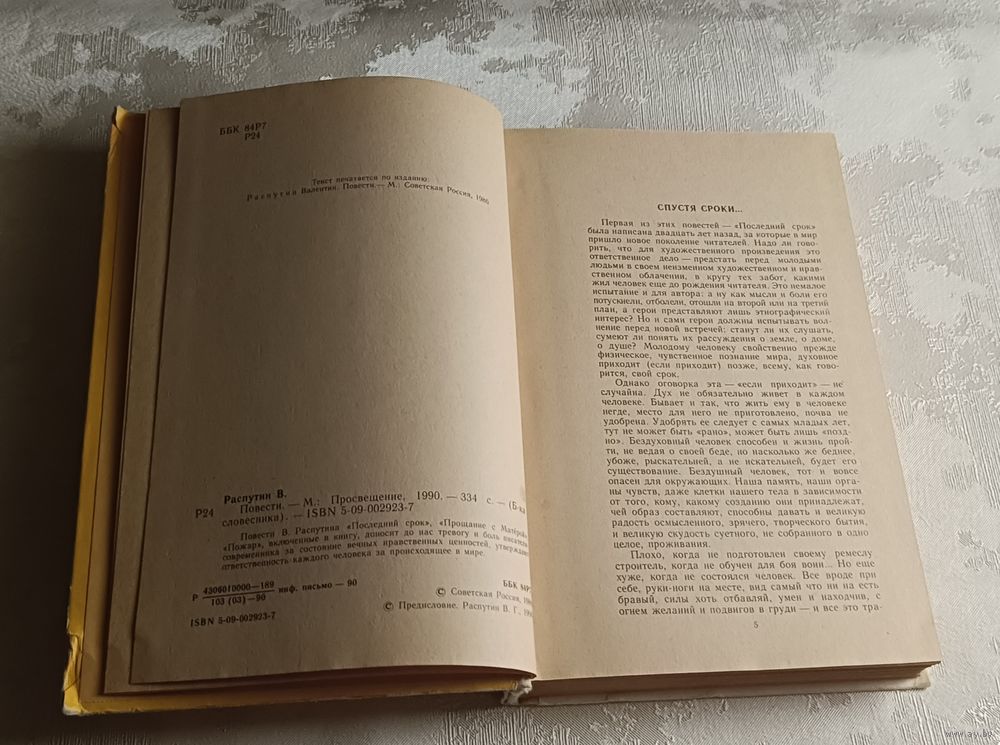 ББК 84Р7
Р24
Текст печатается по изданию:
Распутин Валентин. Повести.— М.: Советская Россия, 1986
Распутин В.
Р24 Повести. — М.: Просвещение, 1990. — 334 с. — (Б-ка
словесника). — ISBN 5-09-002923-7
Повести В. Распутина «Последний срок», «Прощание с Матёрой»,
«Пожар», включенные в книгу, доносят до нас тревогу и боль писателя-
современника за состояние вечных нравственных ценностей, утверждают
ответственность каждого человека за происходящее в мире.
Р 4306010000—189 инф. письмо — 90
103 (03)—90
ББК 84Р7
© Советская Россия,
© Предисловие. Распутин В. Г.,
ISBN 5-09-002923-7
СПУСТЯ СРОКИ...
Первая из этих повестей — «Последний срок»
была написана двадцать лет назад, за которые в мир
пришло новое поколение читателей. Надо ли гово-
рить, что для художественного произведения это
ответственное дело — предстать перед молодыми
людьми в своем неизменном художественном и нрав-
ственном облачении, в кругу тех забот, какими
жил человек еще до рождения читателя. Это немалое
испытание и для автора: а ну как мысли и боли его
потускнели, отболели, отошли на второй или на третий
план, а герои представляют лишь этнографический
интерес? Но и сами герои должны испытывать вол-
нение перед новой встречей: станут ли их слушать,
сумеют ли понять их рассуждения о земле, о доме,
о душе? Молодому человеку свойственно прежде
физическое, чувственное познание мира, духовное
приходит (если приходит) позже, всему, как гово-
рится, свой срок.
Однако оговорка эта — «если приходит» — не
случайна. Дух не обязательно живет в каждом
человеке. Бывает и так, что жить ему в человеке
негде, место для него не приготовлено, почва не
удобрена. Удобрять ее следует с самых младых лет,
тут не может быть «рано», может быть лишь «позд-
но». Бездуховный человек способен и жизнь прой-
ти, не ведая о своей беде, но насколько же беднее,
убоже, рыскательней, а не искательней, будет его
существование. Бездушный человек, тот и вовсе
опасен для окружающих. Наша память, наши орга-
ны чувств, даже клетки нашего тела в зависимости
от того, кому, какому созданию они принадлежат,
чей образ составляют, способны давать и великую
радость осмысленного, зрячего, творческого бытия,
и великую скудость суетного, не собранного в одно
целое, проживания.
Плохо, когда не подготовлен своему ремеслу
строитель, когда не обучен для боя воин... Но еще
хуже, когда не состоялся человек. Все вроде при
себе, руки-ноги на месте, вид самый что ни на есть
бравый, силы хоть отбавляй, умен и находчив, с
огнем желаний и подвигов в груди — и все это тра-
5
www.ay.by